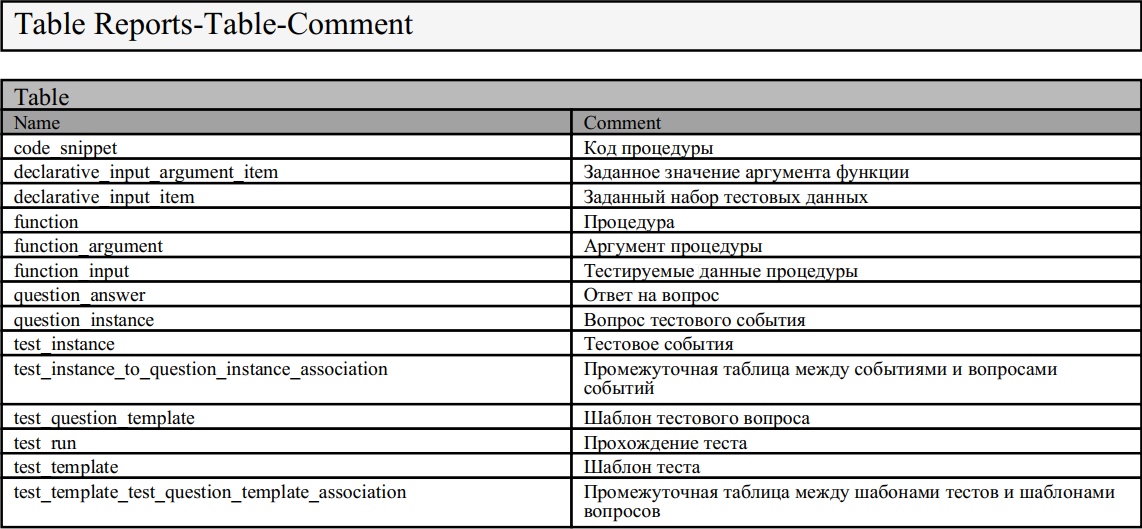 Table Reports-Table-Comment
Table
Name Comment
code_snippet Код процедуры
declarative_input_argument_item Заданное значение аргумента функции
declarative_input_item Заданный набор тестовых данных
function Процедура
function_argument Аргумент процедуры
function_input Тестируемые данные процедуры
question_answer Ответ на вопрос
question_instance Вопрос тестового события
test_instance Тестовое события
test_instance_to_question_instance_association Промежуточная таблица между событиями и вопросами
событий
test_question_template Шаблон тестового вопроса
test_run Прохождение теста
test_template Шаблон теста
test_template_test_question_template_association Промежуточная таблица между шабонами тестов и шаблонами
вопросов